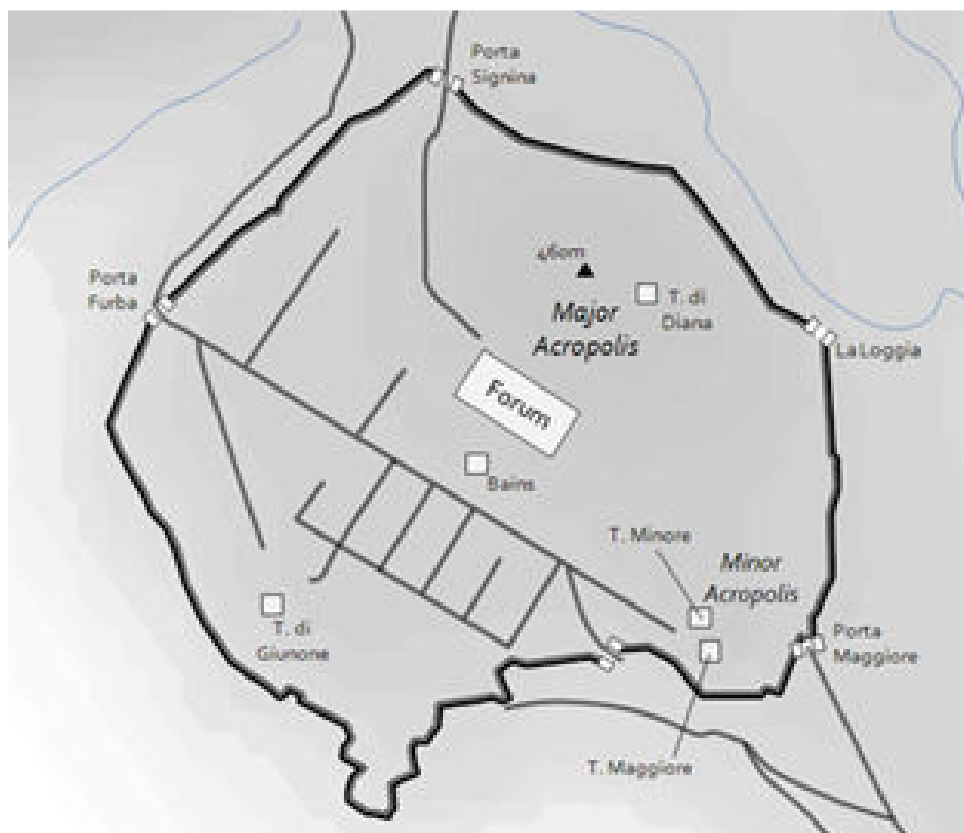 Porta
Signina
460m
Porta
Furba
T. di
Diana
Major
Acropolis
La Loggia
Forum
Bains
T. Minore
Minor
Acropolis
T. di
Giunone
Porta
Maggiore
T. Maggiore